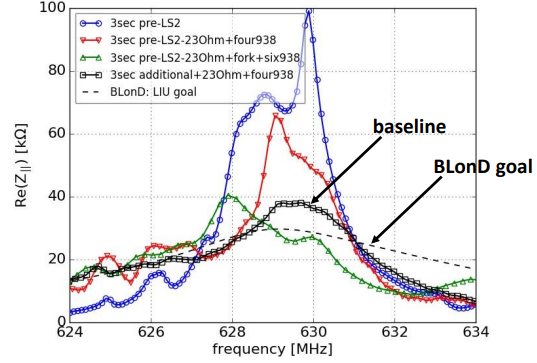 100
80
60
40
20
0
Re(Z||) [kΩ]
3sec pre-LS2
3sec pre-LS2-23Ohm+four938
3sec pre-LS2-23Ohm+fork+six938
3sec additional+23Ohm+four938
BLonD: LIU goal
baseline
BLonD goal
624 626 628 630 632 634
frequency [MHz]